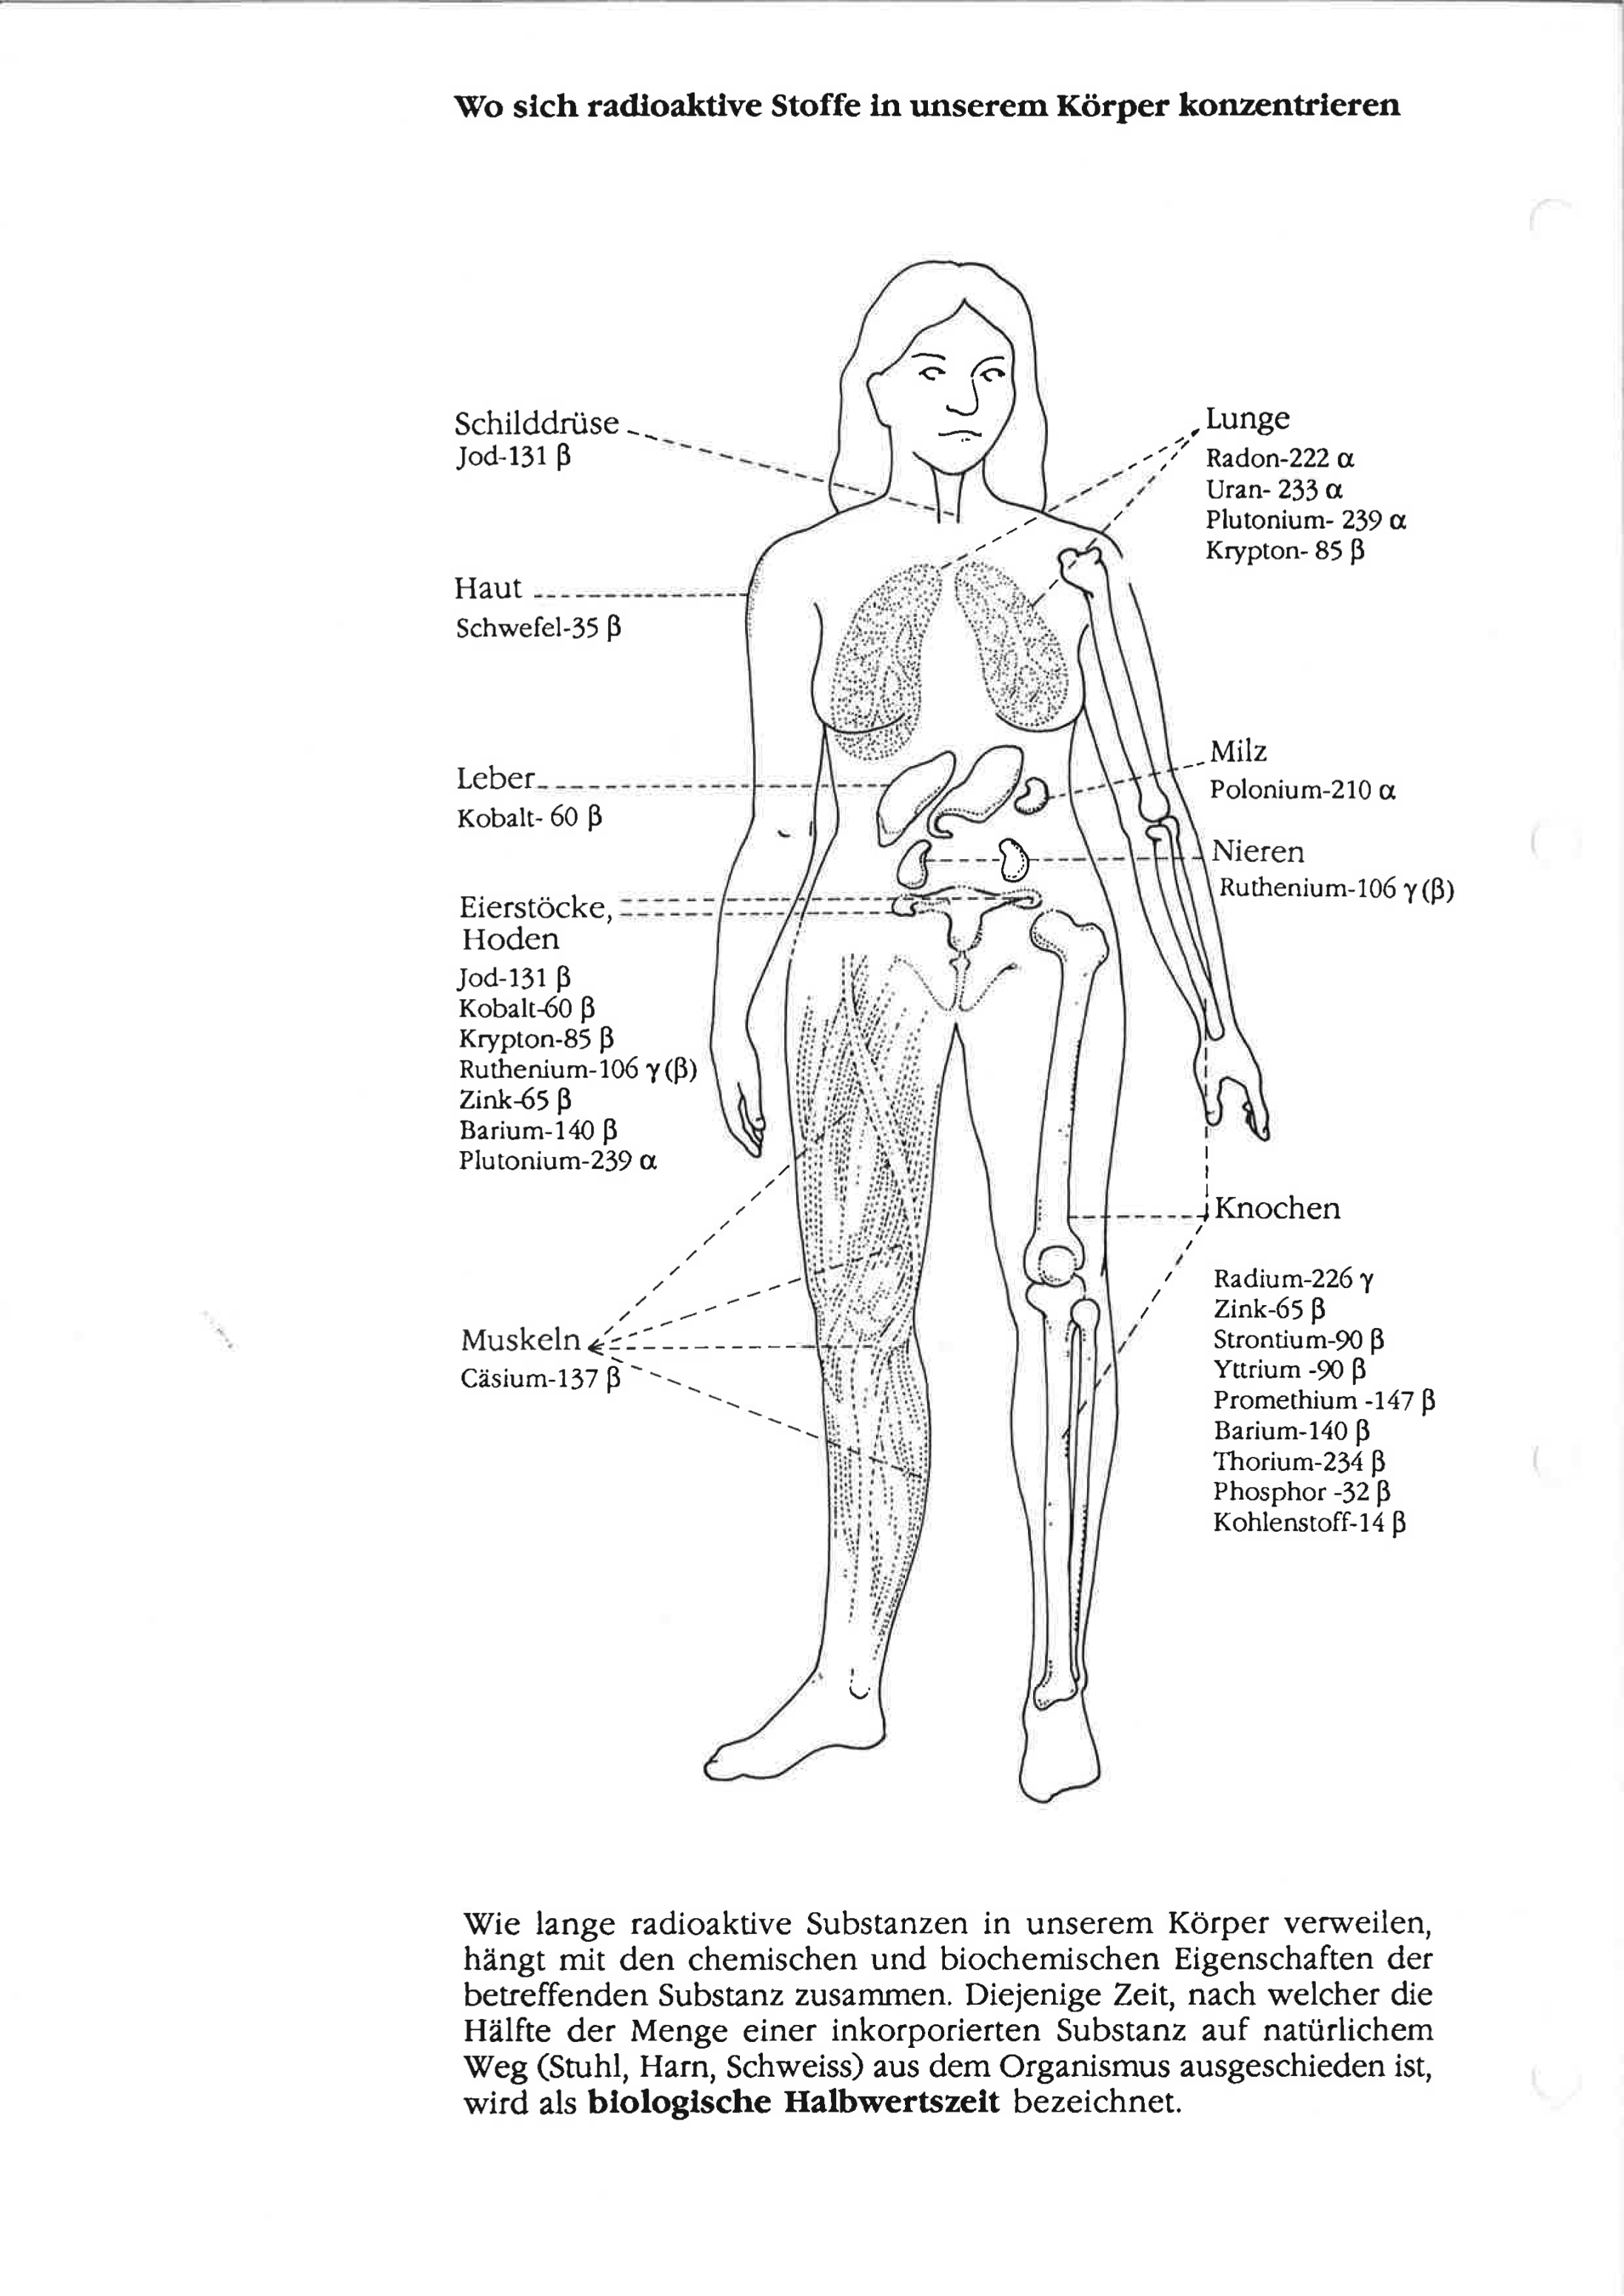 Wo sich radioaktive Stoffe in unserem Körper konzentrieren
Schilddrüse
Jod-131 β
Haut
Schwefel-35 β
Leber
Kobalt- 60 β
Eierstöcke,
Hoden
Jod-131 β
Kobalt-60 β
Krypton-85 β
Ruthenium-106 γ (β)
Zink-65 β
Barium-140 β
Plutonium-239 α
Muskeln
Cäsium-137 β
Lunge
Radon-222 α
Uran- 233 α
Plutonium- 239 α
Krypton- 85 β
Milz
Polonium-210 α
Nieren
Ruthenium-106 γ (β)
Knochen
Radium-226 γ
Zink-65 β
Strontium-90 β
Yttrium -90 β
Promethium -147 β
Barium-140 β
Thorium-234 β
Phosphor -32 β
Kohlenstoff-14 β
Wie lange radioaktive Substanzen in unserem Körper verweilen,
hängt mit den chemischen und biochemischen Eigenschaften der
betreffenden Substanz zusammen. Diejenige Zeit, nach welcher die
Hälfte der Menge einer inkorporierten Substanz auf natürlichem
Weg (Stuhl, Harn, Schweiss) aus dem Organismus ausgeschieden ist,
wird als biologische Halbwertszeit bezeichnet.